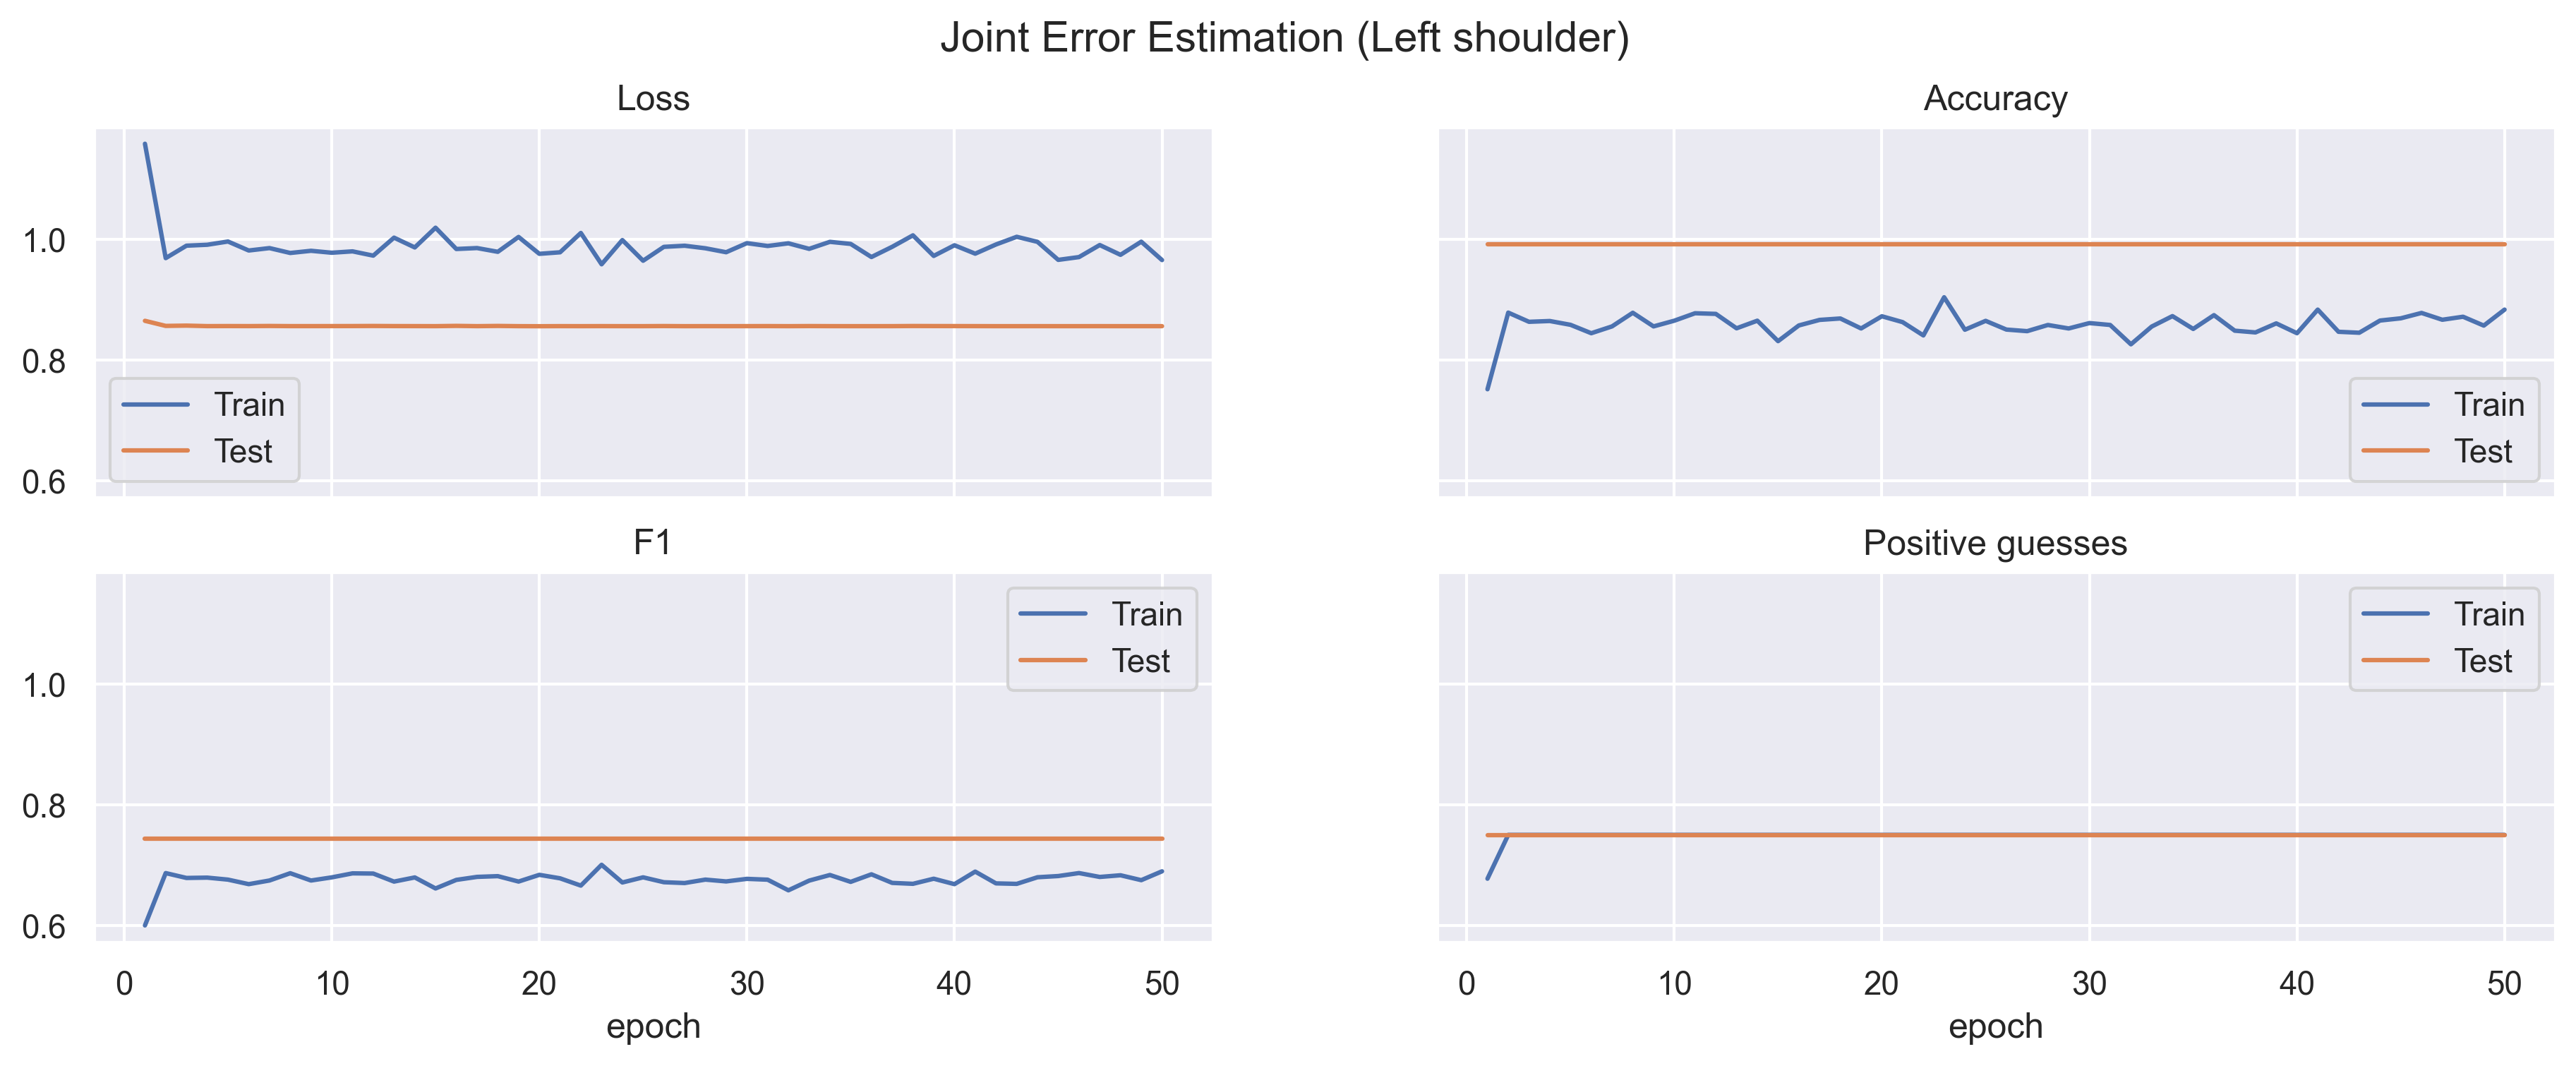 Joint Error Estimation (Left shoulder)
Loss
Accuracy
1.0
0.8
0.6
Train
Test
Train
Test
F1
Positive guesses
1.0
0.8
0.6
Train
Test
Train
Test
0 10 20 30 40 50
0 10 20 30 40 50
epoch
epoch